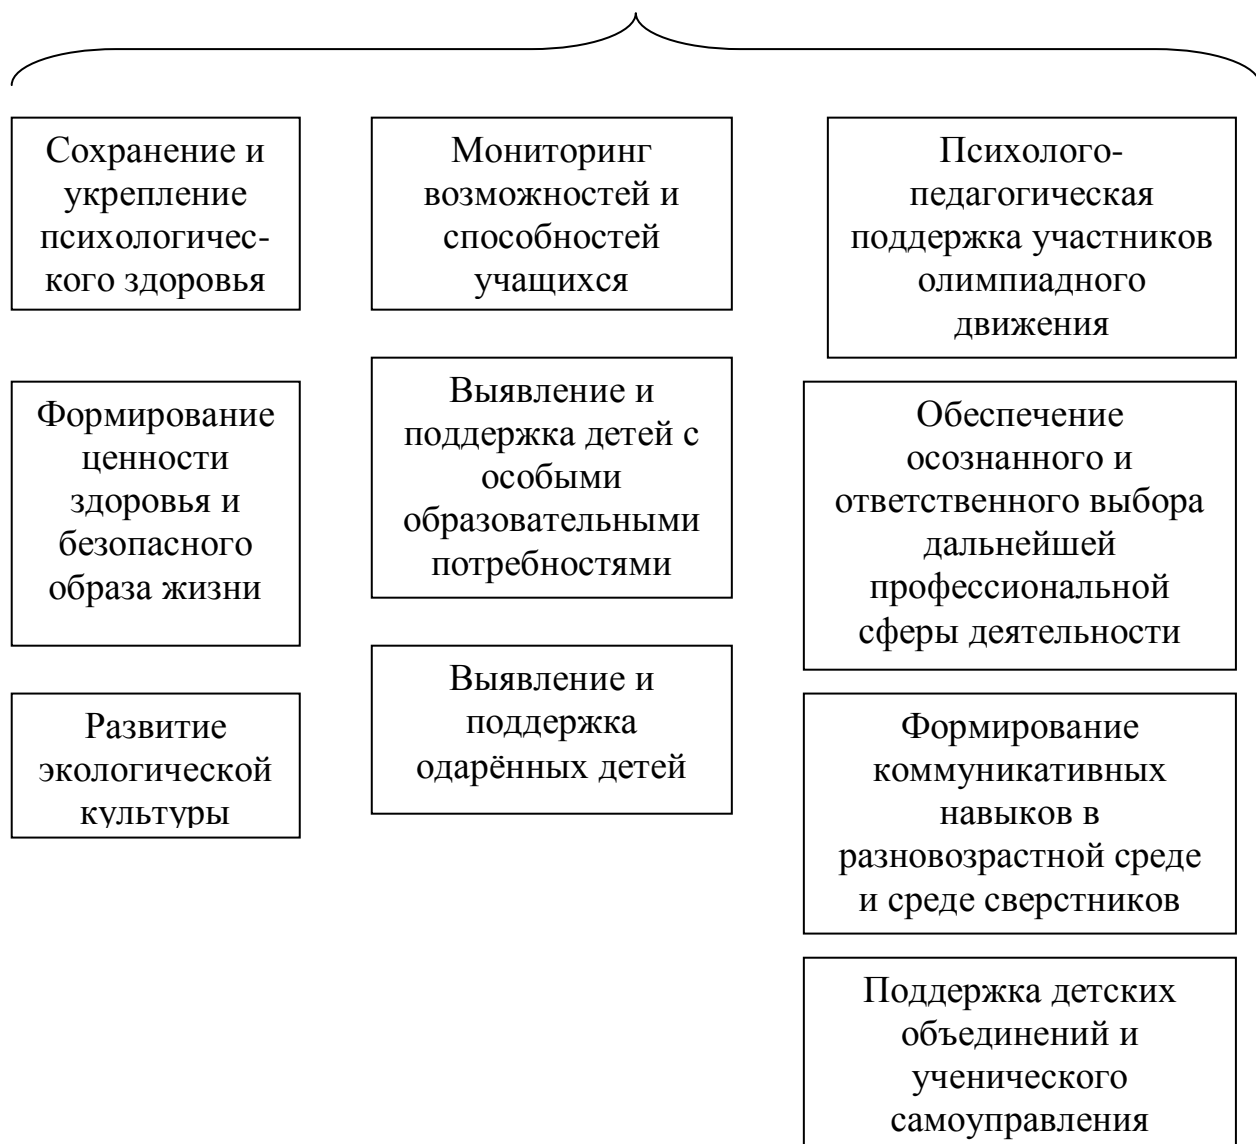 Сохранение и
укрепление
психологичес-
кого здоровья
Формирование
ценности
здоровья и
безопасного
образа жизни
Развитие
экологической
культуры
Мониторинг
возможностей и
способностей
учащихся
Выявление и
поддержка детей с
особыми
образовательными
потребностями
Выявление и
поддержка
одарённых детей
Психолого-
педагогическая
поддержка участников
олимпиадного
движения
Обеспечение
осознанного и
ответственного выбора
дальнейшей
профессиональной
сферы деятельности
Формирование
коммуникативных
навыков в
разновозрастной среде
и среде сверстников
Поддержка детских
объединений и
ученического
самоуправления